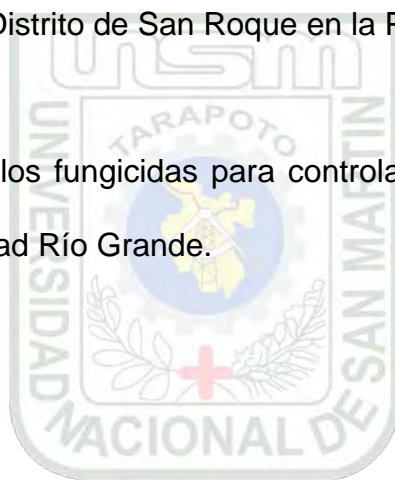 Distrito de San Roque en la
unsm
TARAPOTO
los fungicidas para controla
ad Río Grande.
UNIVERSIDAD
NACIONAL DE
SAN MARTIN